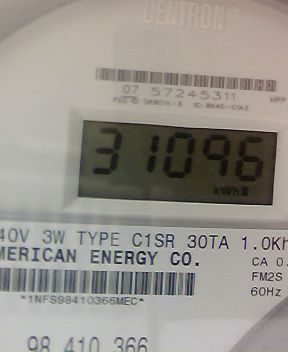 CENTRON®
07 57245311
31096
kWh
40V 3W TYPE C1SR 30TA 1.0Kh
MERICAN ENERGY CO.
CA 0.
FM2S
*1NFS98410366MEC*
60Hz
98 410 366